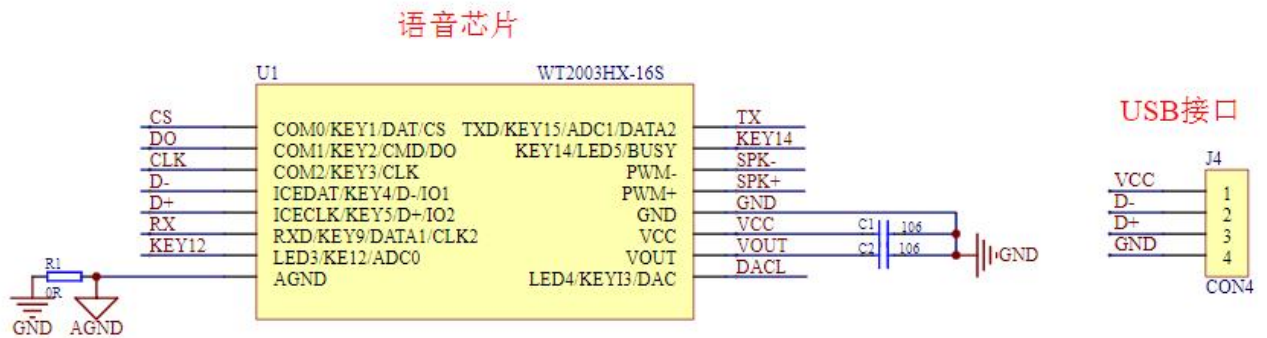 语音芯片
U1 WT2003HX-16S
CS COM0/KEY1/DAT/CS TXD/KEY15/ADC1/DATA2 TX
DO COM1/KEY2/CMD/DO KEY14/LED5/BUSY KEY14
CLK COM2/KEY3/CLK PWM- SPK-
D- ICEDAT/KEY4/D-/IO1 PWM+ SPK+
D+ ICECLK/KEY5/D+/IO2 GND GND
RX RXD/KEY9/DATA1/CLK2 VCC VCC C1 106
KEY12 LED3/KE12/ADC0 VOUT VOUT C2 106 GND
AGND LED4/KEYI3/DAC DACL
R1
0R
GND AGND
USB接口
J4
VCC 1
D- 2
D+ 3
GND 4
CON4